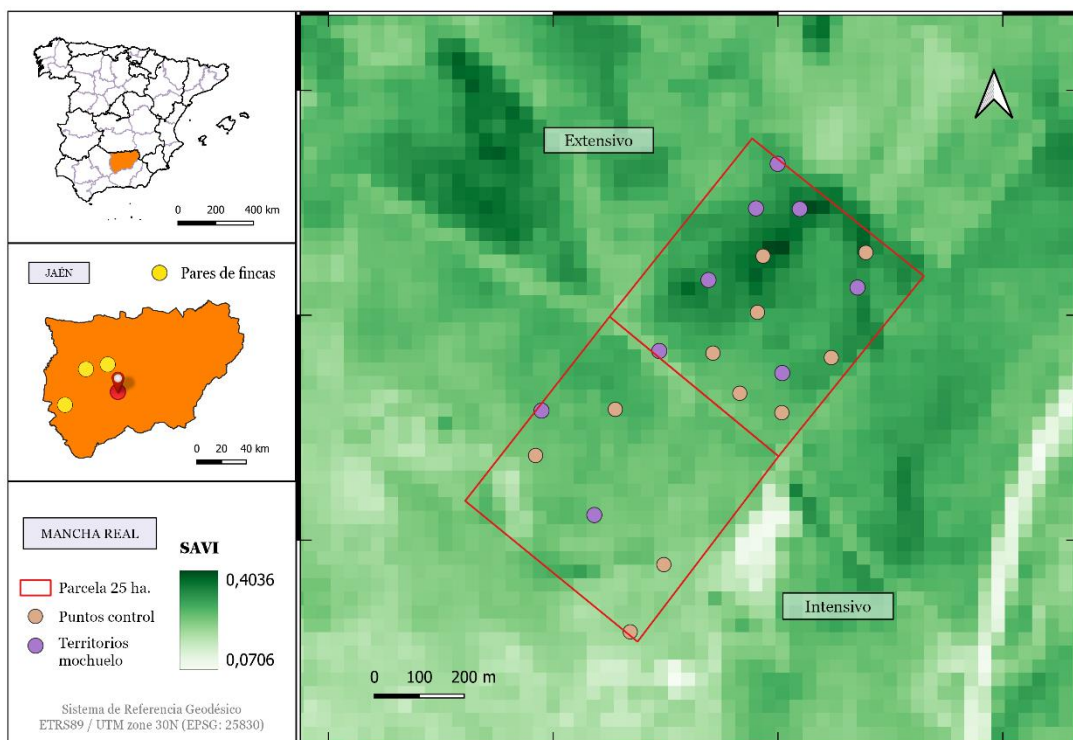 0 200 400 km
JAÉN
Pares de fincas
0 20 40 km
MANCHA REAL
SAVI
0,4036
0,0706
Parcela 25 ha.
Puntos control
Territorios
mochuelo
Sistema de Referencia Geodésico
ETRS89 / UTM zone 30N (EPSG: 25830)
Extensivo
Intensivo
0 100 200 m